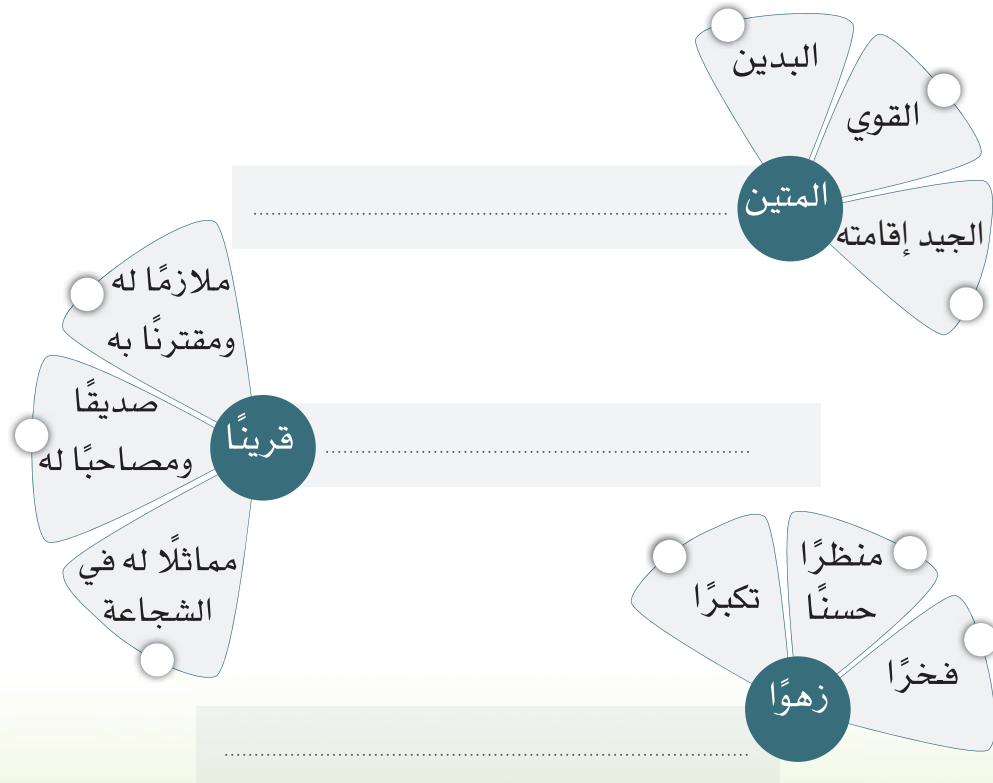 البدين
القوي
الجيد إقامته
المتين
ملازمًا له
ومقترنًا به
صديقًا
ومصاحبًا له
مماثلًا له في
الشجاعة
قرينًا
منظرًا
حسنًا
تكبرًا
فخرًا
زهوًا